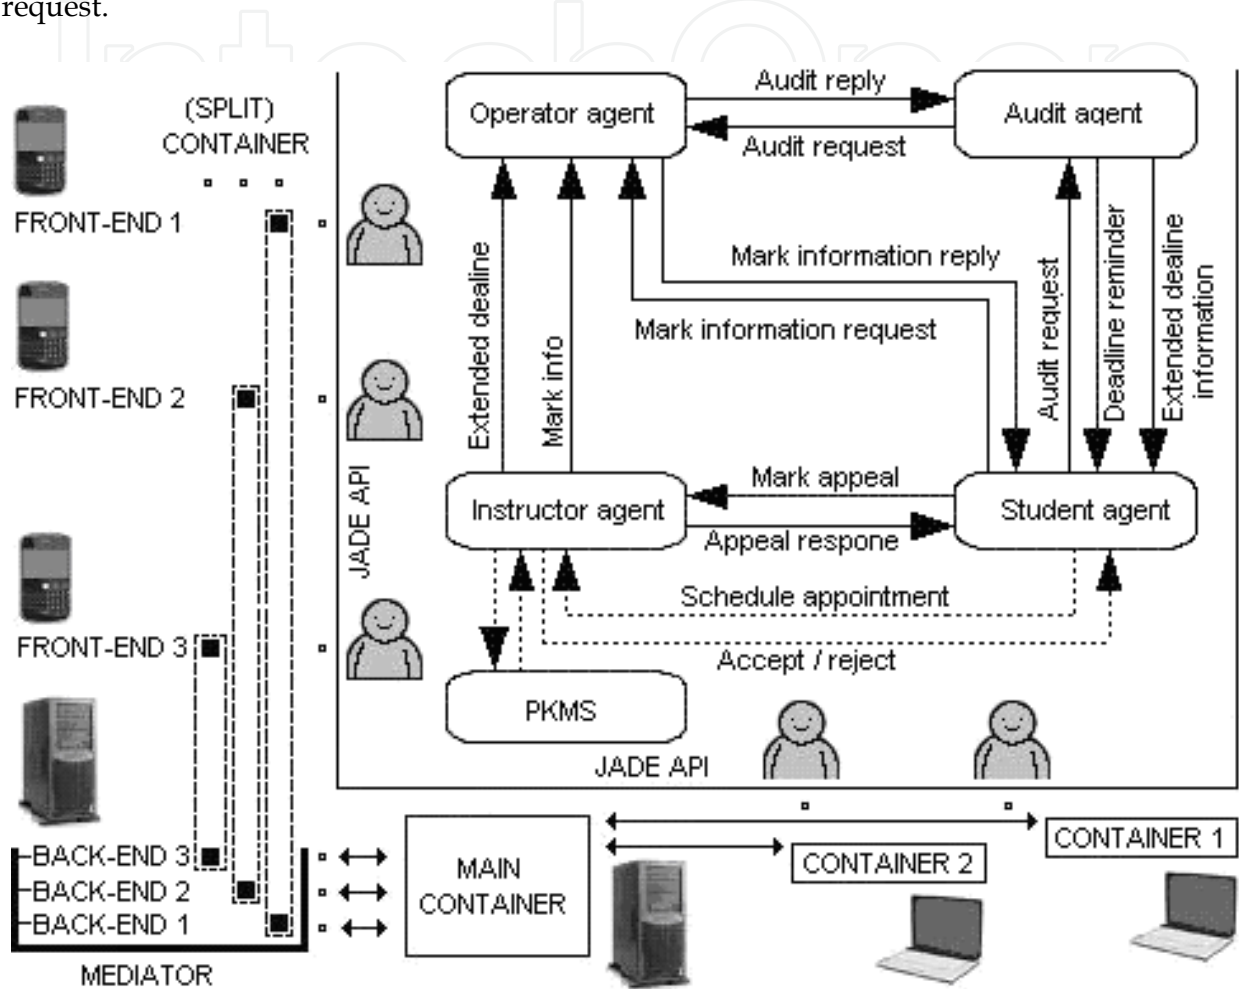 request.
IntechOpen
(SPLIT)
CONTAINER
FRONT-END 1
FRONT-END 2
FRONT-END 3
BACK-END 3
BACK-END 2
BACK-END 1
MEDIATOR
JADE API
Operator agent
Audit reply
Audit request
Audit agent
Extended dealine
Mark info
Mark information reply
Mark information request
Audit request
Deadline reminder
Extended dealine
information
Instructor agent
Mark appeal
Appeal respone
Student agent
Schedule appointment
Accept / reject
PKMS
JADE API
MAIN
CONTAINER
CONTAINER 2
CONTAINER 1